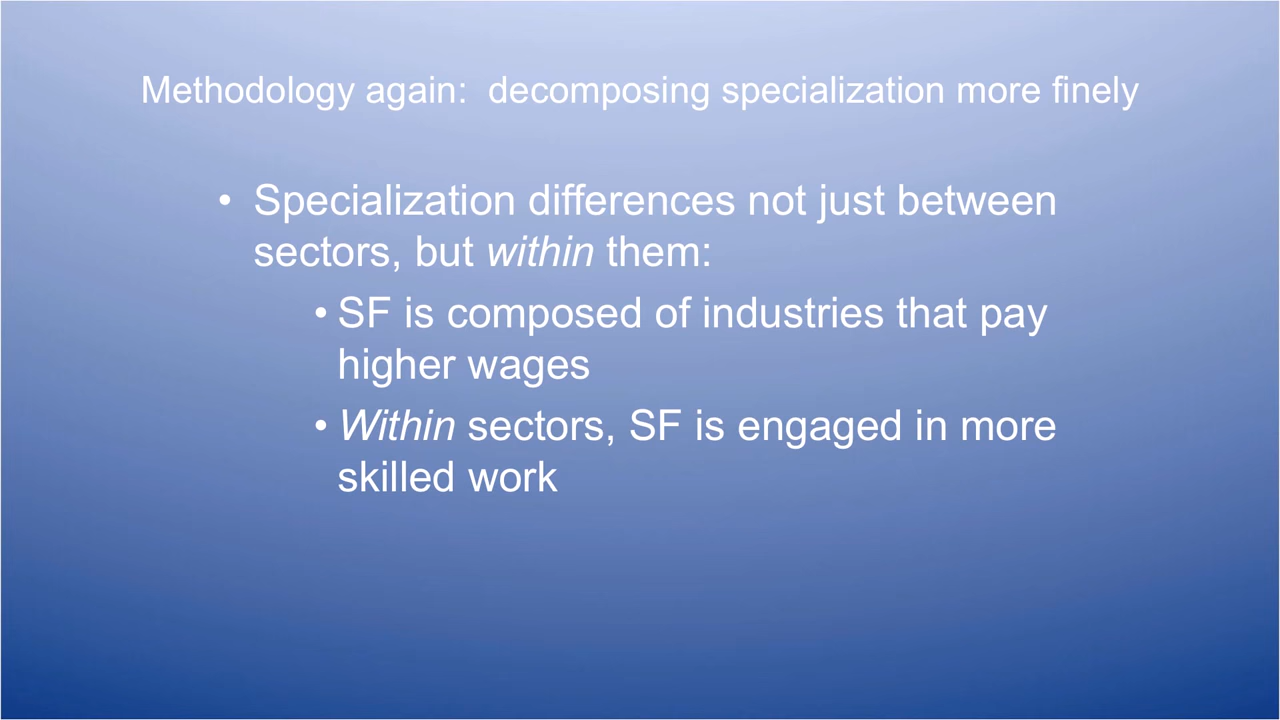 Methodology again:  decomposing specialization more finely
• Specialization differences not just between
sectors, but within them:
• SF is composed of industries that pay
higher wages
• Within sectors, SF is engaged in more
skilled work